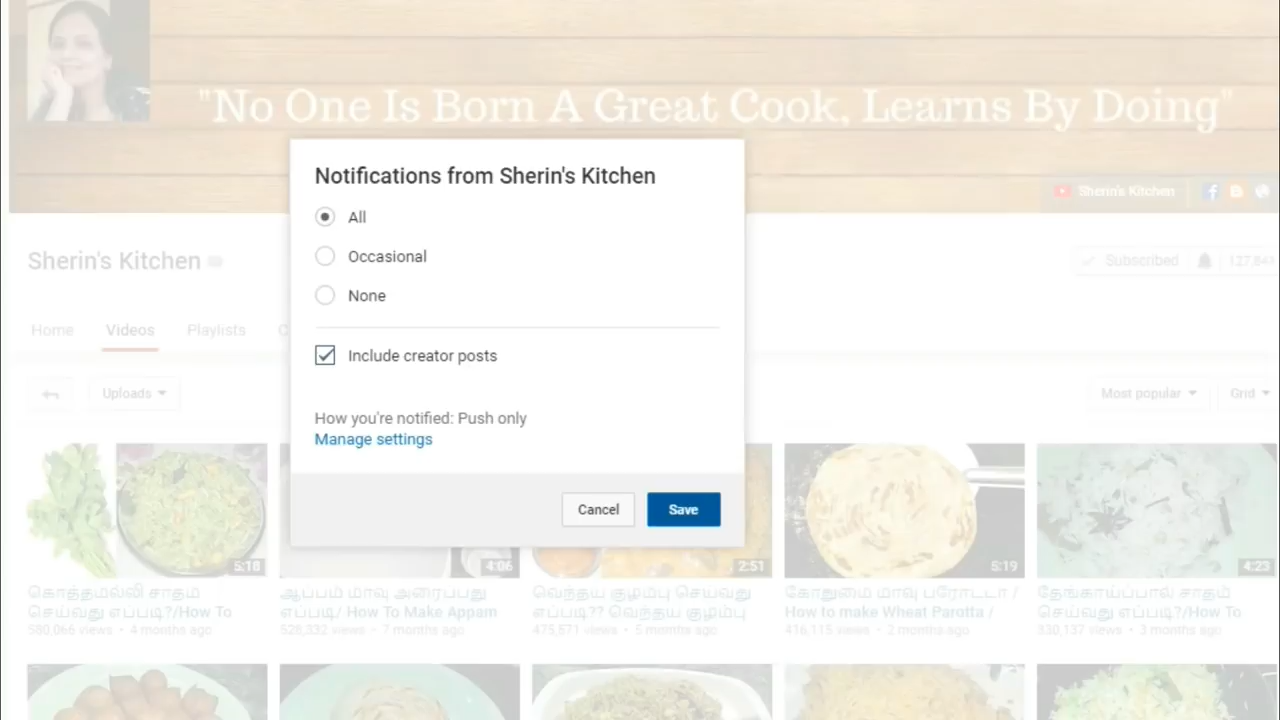 "No One Is Born A Great Cook, Learns By Doing"
Sherin's Kitchen
Notifications from Sherin's Kitchen
All
Occasional
None
Include creator posts
How you're notified: Push only
Manage settings
Cancel
Save
Sherin's Kitchen
Subscribed
Home
Videos
Playlists
Uploads
Most popular
Grid
5:18
4:06
2:51
5:19
4:23
கொத்தமல்லி சாதம்
செய்வது எப்படி?/How To
580,066 views • 4 months ago
ஆப்பம் மாவு அரைப்பது
எப்படி/ How To Make Appam
528,332 views • 7 months ago
வெந்தய குழம்பு செய்வது
எப்படி?? வெந்தய குழம்பு
475,571 views • 5 months ago
கோதுமை மாவு பரோட்டா /
How to make Wheat Parotta /
416,115 views • 2 months ago
தேங்காய்ப்பால் சாதம்
செய்வது எப்படி?/How To
330,137 views • 3 months ago